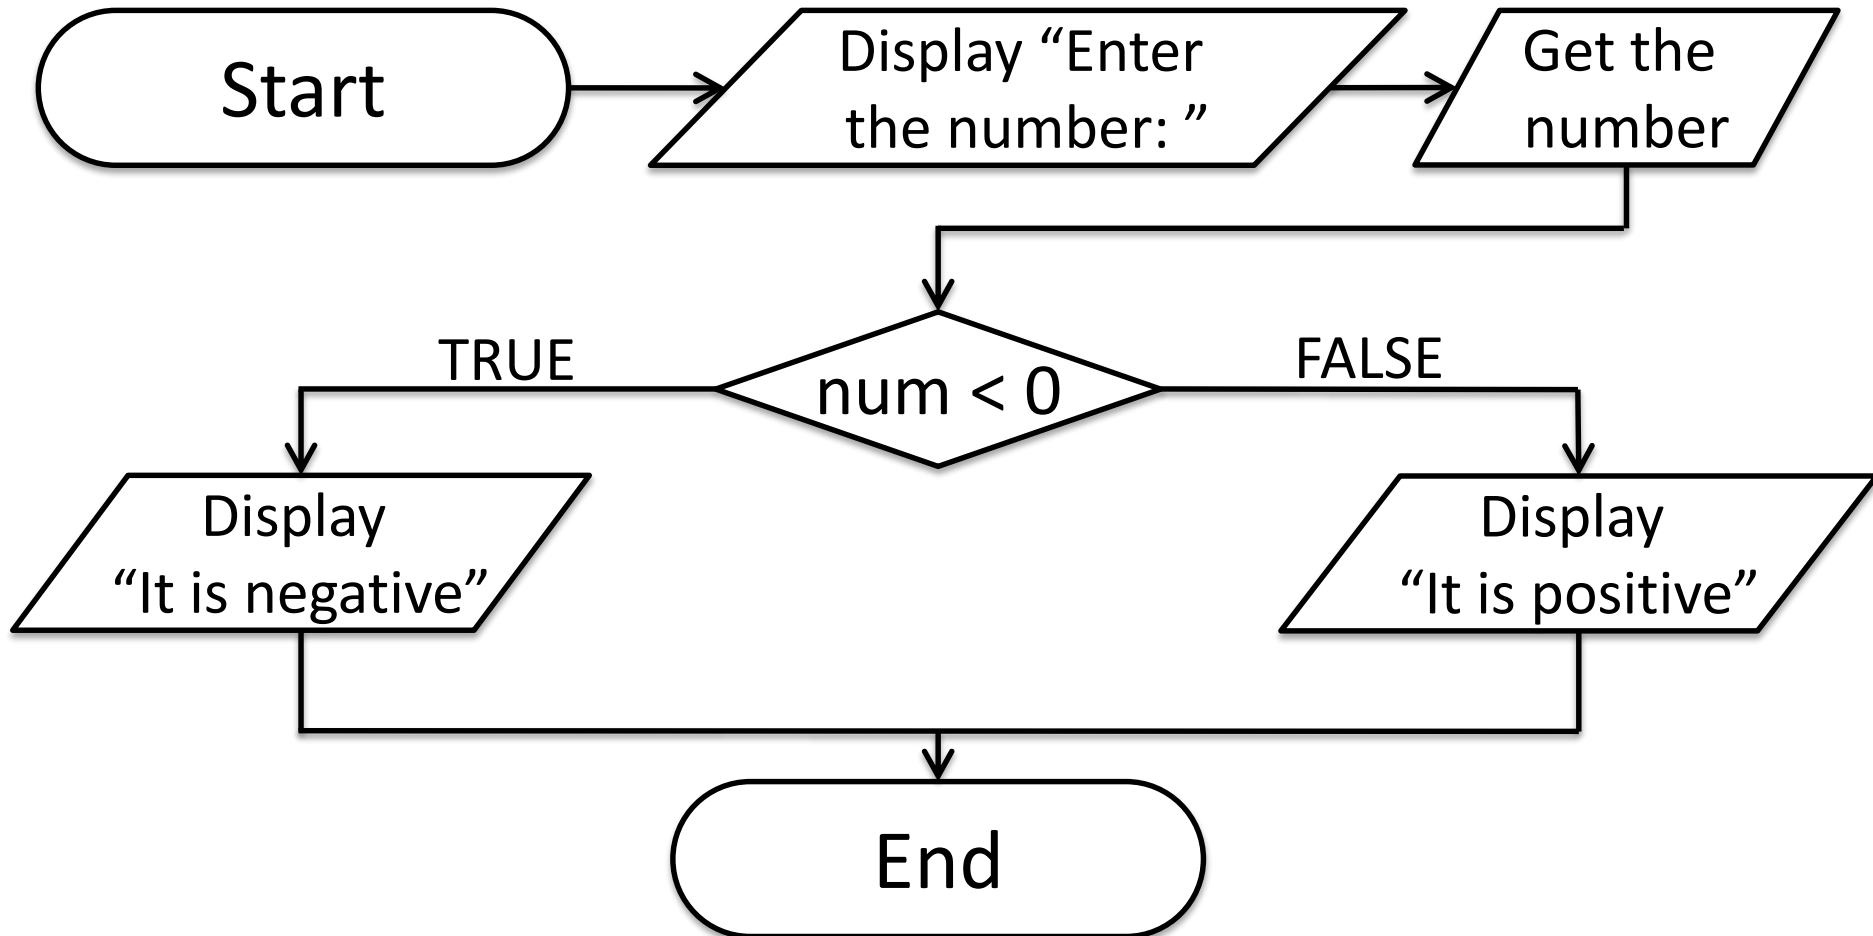 Start
Display “Enter
the number: ”
Get the
number
TRUE
num < 0
FALSE
Display
“It is negative”
Display
“It is positive”
End